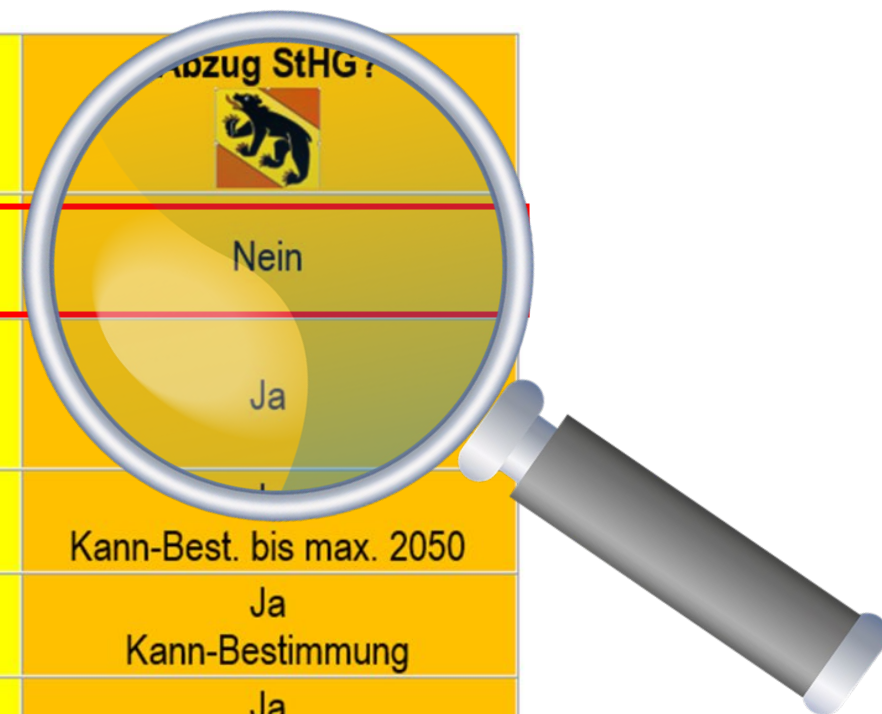 Abzug StHG?
Nein
Ja
Kann-Best. bis max. 2050
Ja
Kann-Bestimmung
Ja